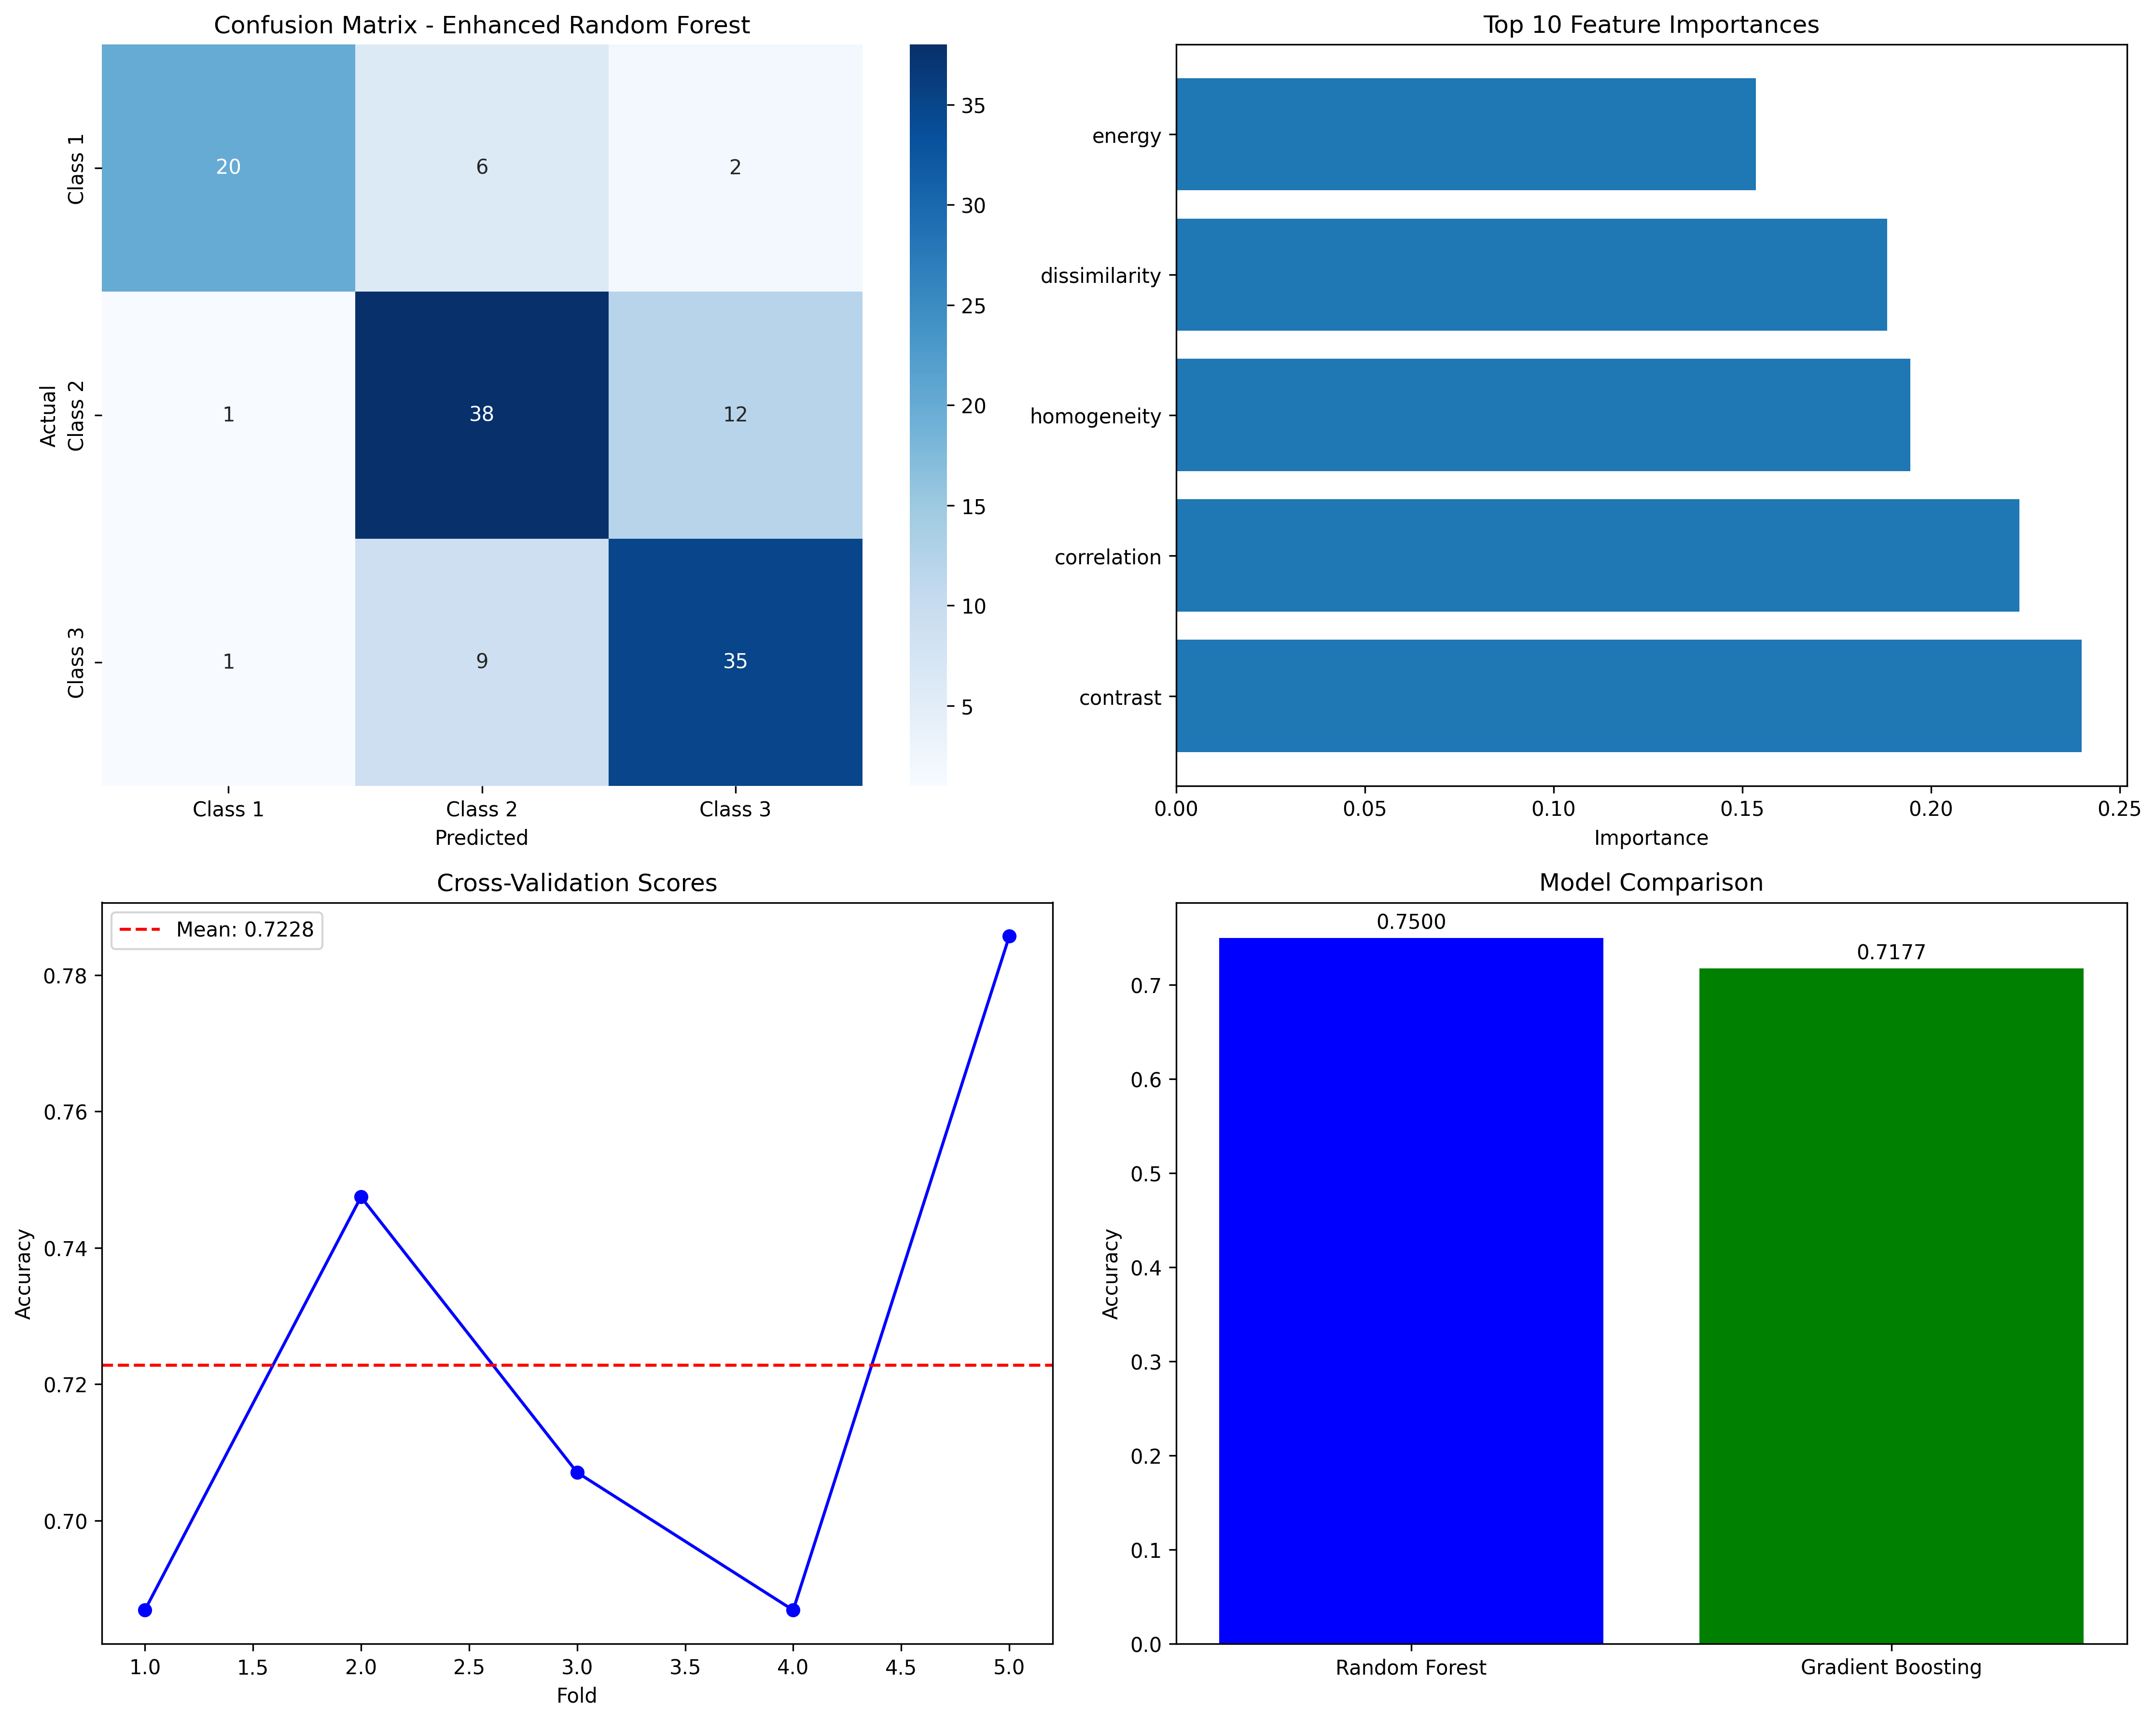 Confusion Matrix - Enhanced Random Forest
Actual
Class 1
Class 2
Class 3
20 6 2
1 38 12
1 9 35
Class 1 Class 2 Class 3
Predicted
35
30
25
20
15
10
5
Top 10 Feature Importances
energy
dissimilarity
homogeneity
correlation
contrast
0.00 0.05 0.10 0.15 0.20 0.25
Importance
Cross-Validation Scores
Mean: 0.7228
Accuracy
0.78
0.76
0.74
0.72
0.70
1.0 1.5 2.0 2.5 3.0 3.5 4.0 4.5 5.0
Fold
Model Comparison
0.7500
0.7177
Accuracy
0.7
0.6
0.5
0.4
0.3
0.2
0.1
0.0
Random Forest Gradient Boosting